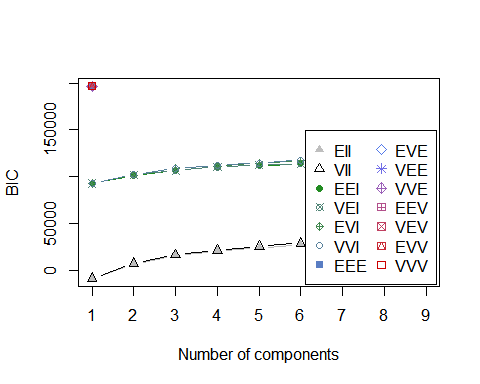 150000
50000
0
BIC
EII EVE
VII VEE
EEI VVE
VEI EEV
EVI VEV
VVI EVV
EEE VVV
1 2 3 4 5 6 7 8 9
Number of components